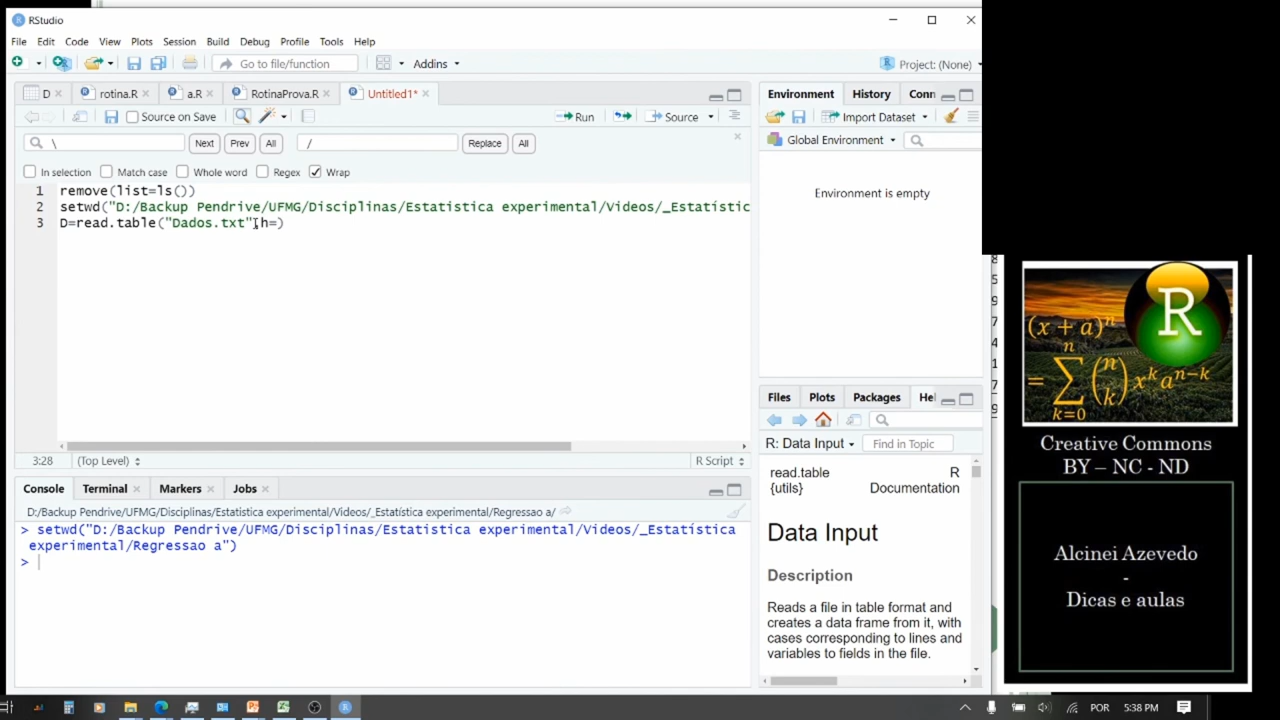 RStudio
File Edit Code View Plots Session Build Debug Profile Tools Help
Go to file/function Addins Project: (None)
D rotina.R a.R RotinaProva.R Untitled1*
Source on Save Run Source
\ Next Prev All / Replace All
In selection Match case Whole word Regex Wrap
1 remove(list=ls())
2 setwd("D:/Backup Pendrive/UFMG/Disciplinas/Estatistica experimental/Videos/_Estatístic
3 D=read.table("Dados.txt",h=)
3:28 (Top Level) R Script
Console Terminal Markers Jobs
D:/Backup Pendrive/UFMG/Disciplinas/Estatistica experimental/Videos/_Estatística experimental/Regressao a/
> setwd("D:/Backup Pendrive/UFMG/Disciplinas/Estatistica experimental/Videos/_Estatística
experimental/Regressao a")
>
Environment History Conn
Import Dataset
Global Environment
Environment is empty
Files Plots Packages Hel
R: Data Input Find in Topic
read.table R
{utils} Documentation
Data Input
Description
Reads a file in table format and
creates a data frame from it, with
cases corresponding to lines and
variables to fields in the file.
R
(x + a)^n
= ∑ k=0 n (n k) x^k a^n−k
Creative Commons
BY – NC - ND
Alcinei Azevedo
-
Dicas e aulas
POR 5:38 PM